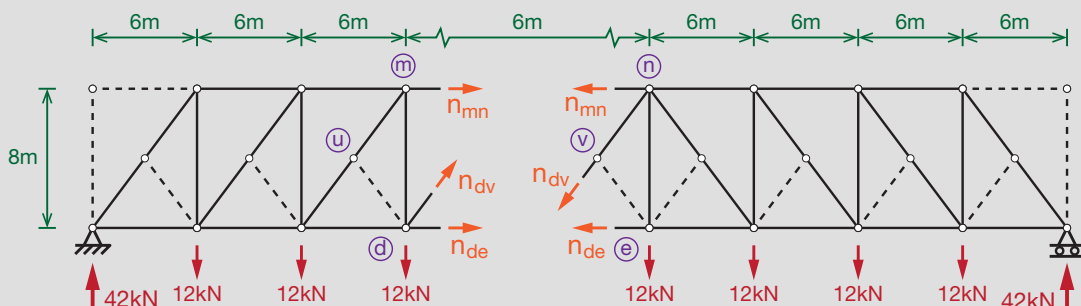 6m 6m 6m 6m 6m 6m 6m
m n
n_mn n_mn
8m
u v
n_dv n_dv
d n_de n_de e
42kN 12kN 12kN 12kN 12kN 12kN 12kN 12kN 42kN